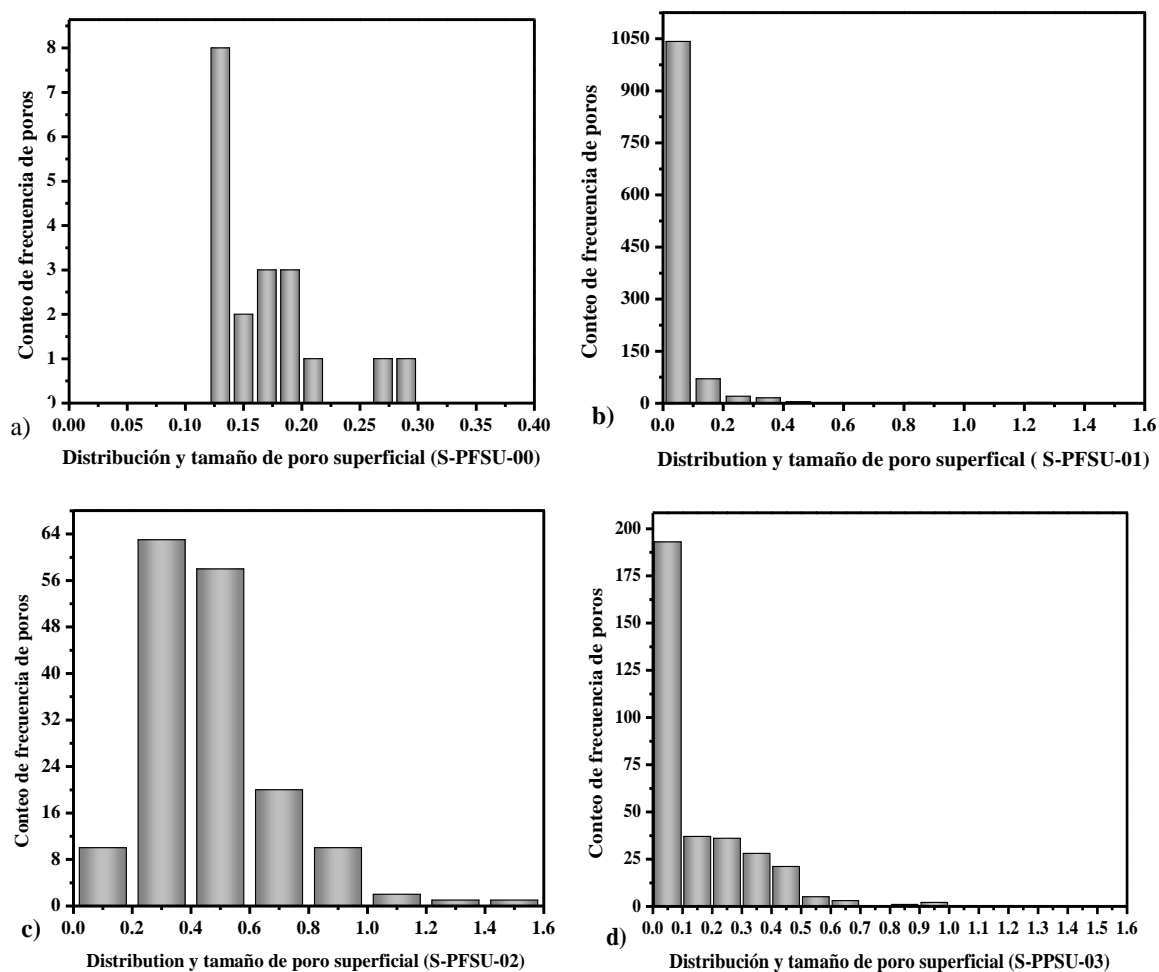 Conteo de frecuencia de poros
8
7
6
5
4
3
2
1
0.00 0.05 0.10 0.15 0.20 0.25 0.30 0.35 0.40
a)
Distribución y tamaño de poro superficial (S-PFSU-00)
Conteo de frecuencia de poros
1050
900
750
600
450
300
150
0
0.0 0.2 0.4 0.6 0.8 1.0 1.2 1.4 1.6
b)
Distribution y tamaño de poro superfical ( S-PFSU-01)
Conteo de frecuencia de poros
64
56
48
40
32
24
16
8
0
0.0 0.2 0.4 0.6 0.8 1.0 1.2 1.4 1.6
c)
Distribution y tamaño de poro superficial (S-PFSU-02)
Conteo de frecuencia de poros
200
175
150
125
100
75
50
25
0
0.0 0.1 0.2 0.3 0.4 0.5 0.6 0.7 0.8 0.9 1.0 1.1 1.2 1.3 1.4 1.5 1.6
d)
Distribución y tamaño de poro superficial (S-PPSU-03)